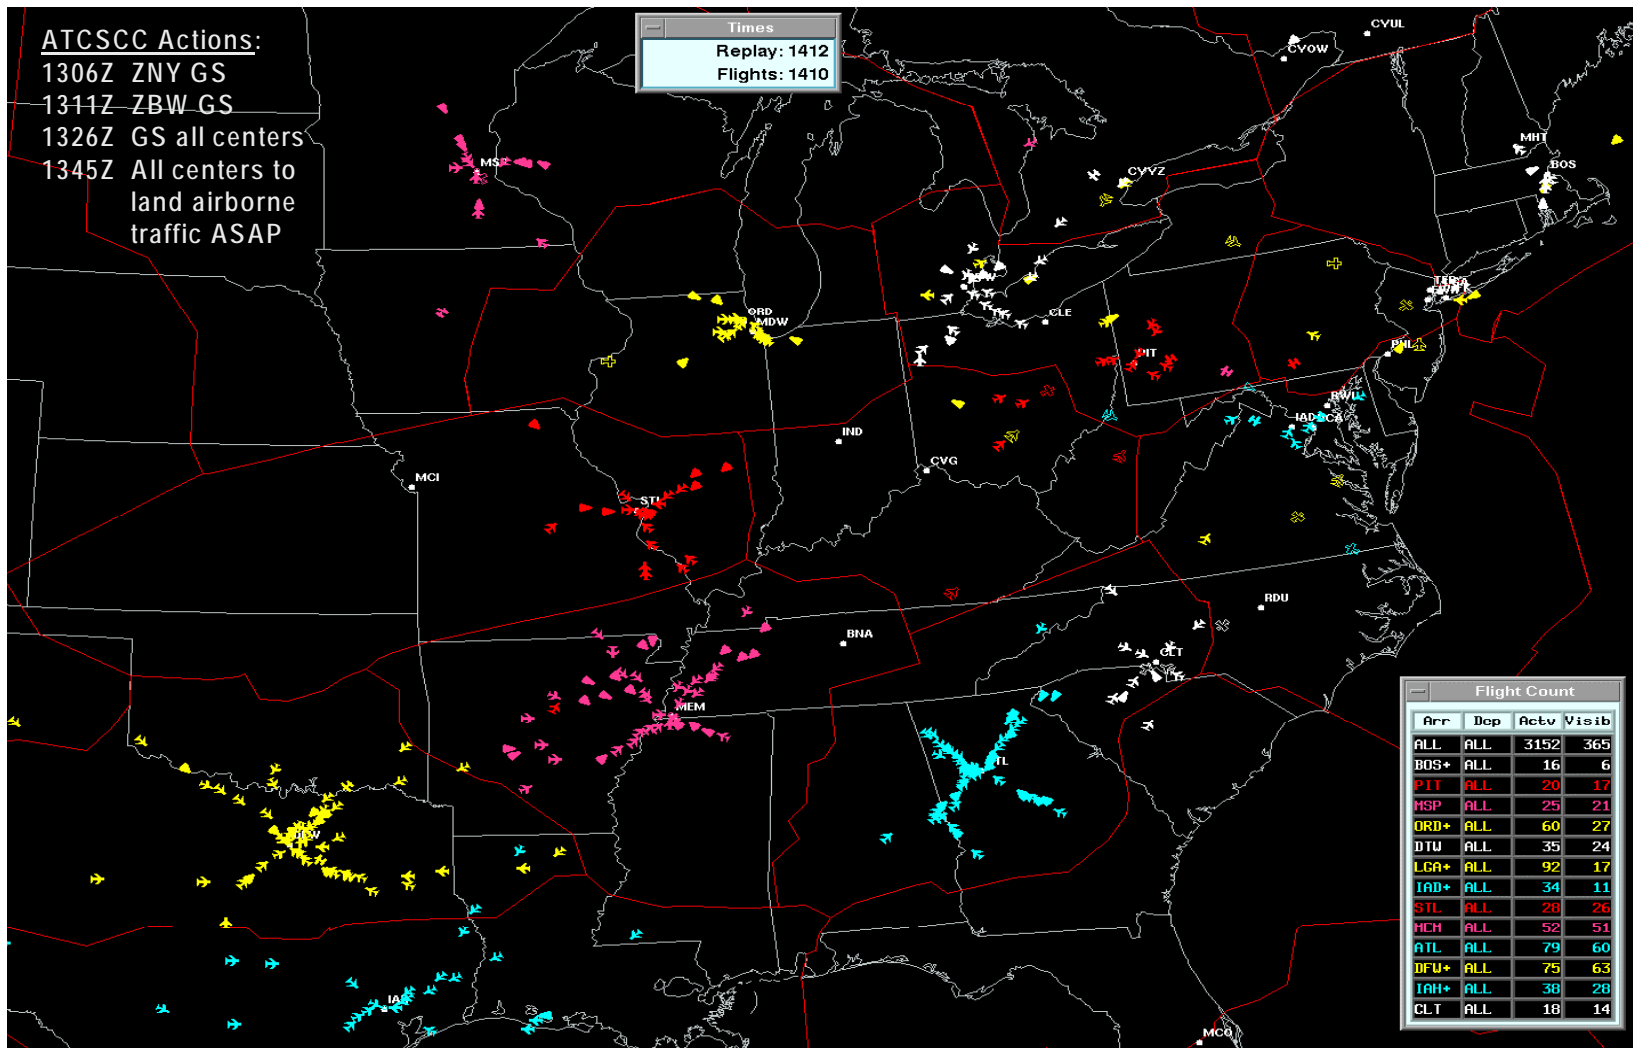 ATCSCC Actions:
1306Z ZNY GS
1311Z ZBW GS
1326Z GS all centers
1345Z All centers to
land airborne
traffic ASAP
Times
Replay: 1412
Flights: 1410
CYUL
CYOW
MHT
BOS
MSP
CYYZ
ORD
MDW
CLE
PIT
PHL
BWI
IAD
DCA
IND
CVG
MCI
STL
RDU
BNA
CLT
MEM
DFW
IAH
MCO
Flight Count
Arr Dep Actv Visib
ALL ALL 3152 365
BOS+ ALL 16 6
PIT ALL 20 17
MSP ALL 25 21
ORD+ ALL 60 27
DTW ALL 35 24
LGA+ ALL 92 17
IAD+ ALL 34 11
STL ALL 28 26
MEM ALL 52 51
ATL ALL 79 60
DFW+ ALL 75 63
IAH+ ALL 38 28
CLT ALL 18 14